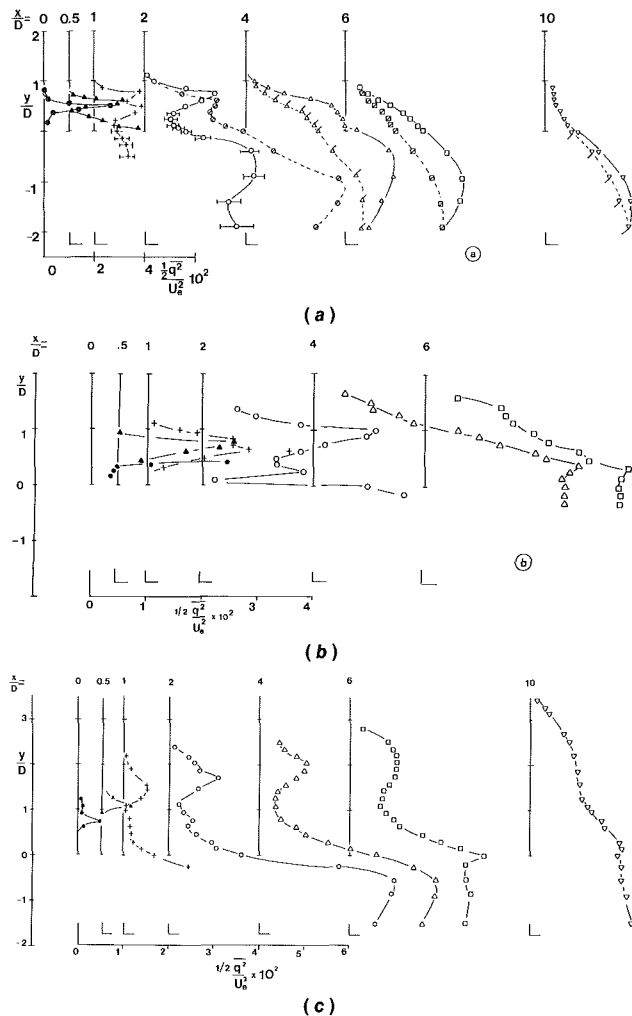 x/D =
0 0.5 1 2 4 6 10
2
1
y/D
0
-1
-2
0 2 4 ½ q² / Uₑ² 10²
a
(a)
x/D =
0 .5 1 2 4 6
y/D
1
0
-1
b
0 1 ½ q² / Uₑ² × 10² 3 4
(b)
x/D =
0 0.5 1 2 4 6 10
3
y/D
1
0
-1
-2
0 1 2 4 5 6
½ q² / Uₑ² × 10²
(c)